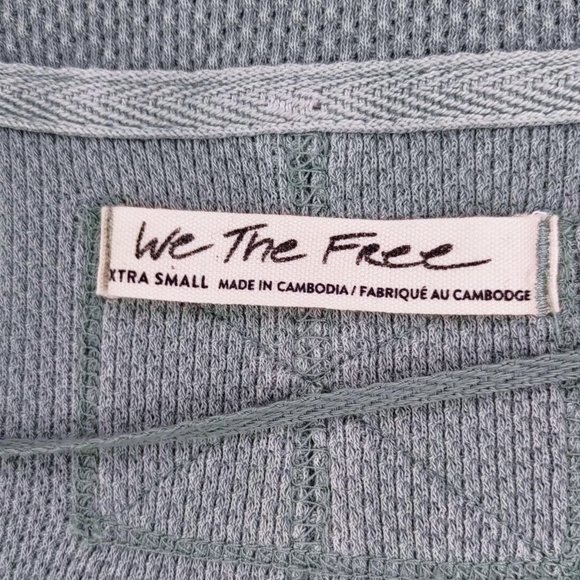 We The Free
XTRA SMALL MADE IN CAMBODIA / FABRIQUÉ AU CAMBODGE